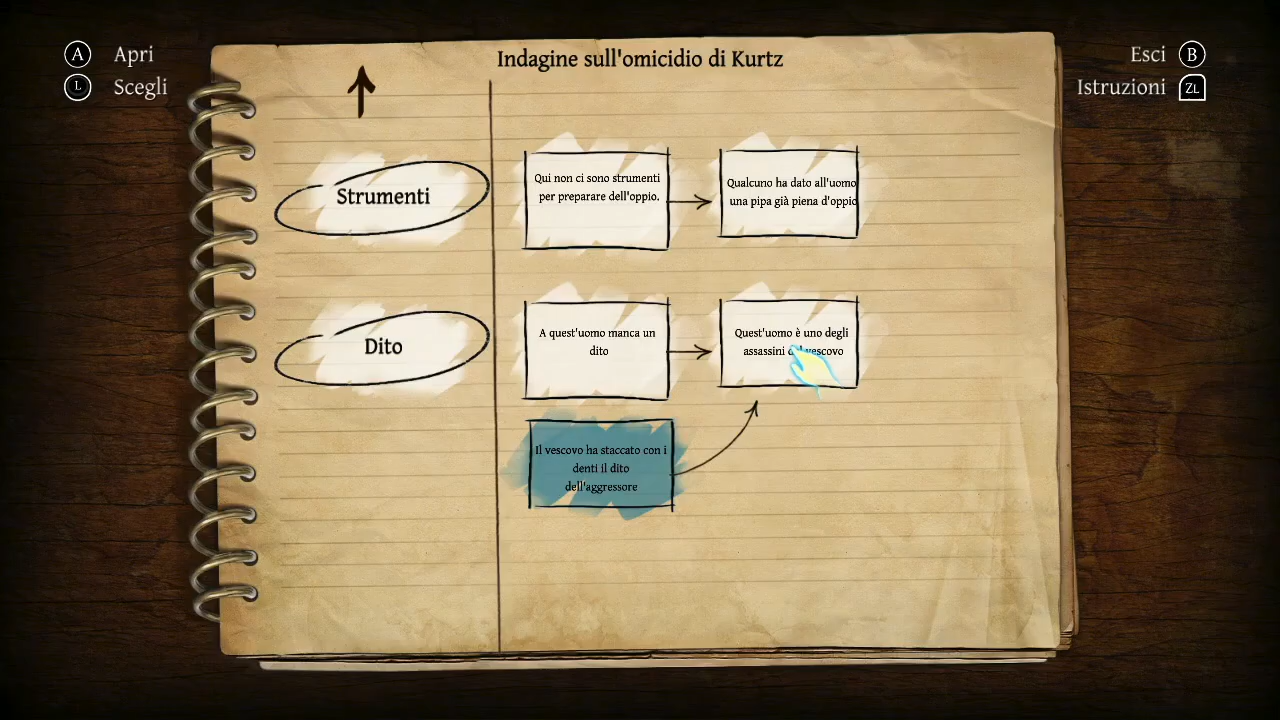 A Apri
L Scegli
Indagine sull'omicidio di Kurtz
Esci B
Istruzioni ZL
Strumenti
Qui non ci sono strumenti
per preparare dell'oppio.
Qualcuno ha dato all'uomo
una pipa già piena d'oppio
Dito
A quest'uomo manca un
dito
Quest'uomo è uno degli
assassini del vescovo
Il vescovo ha staccato con i
denti il dito
dell'aggressore